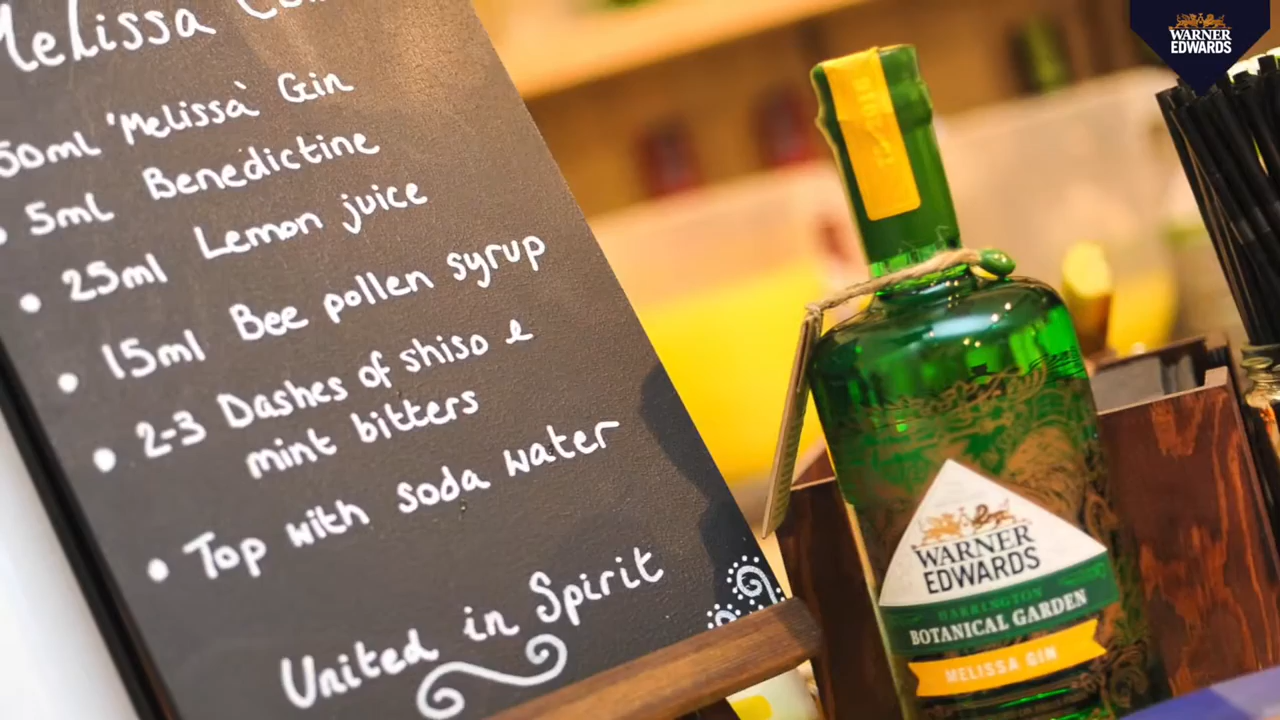 Melissa
50ml 'Melissa' Gin
5ml Benedictine
25ml Lemon juice
15ml Bee pollen syrup
2-3 Dashes of shiso &
mint bitters
Top with soda water
United in Spirit
WARNER
EDWARDS
HARRINGTON
BOTANICAL GARDEN
MELISSA GIN
WARNER
EDWARDS